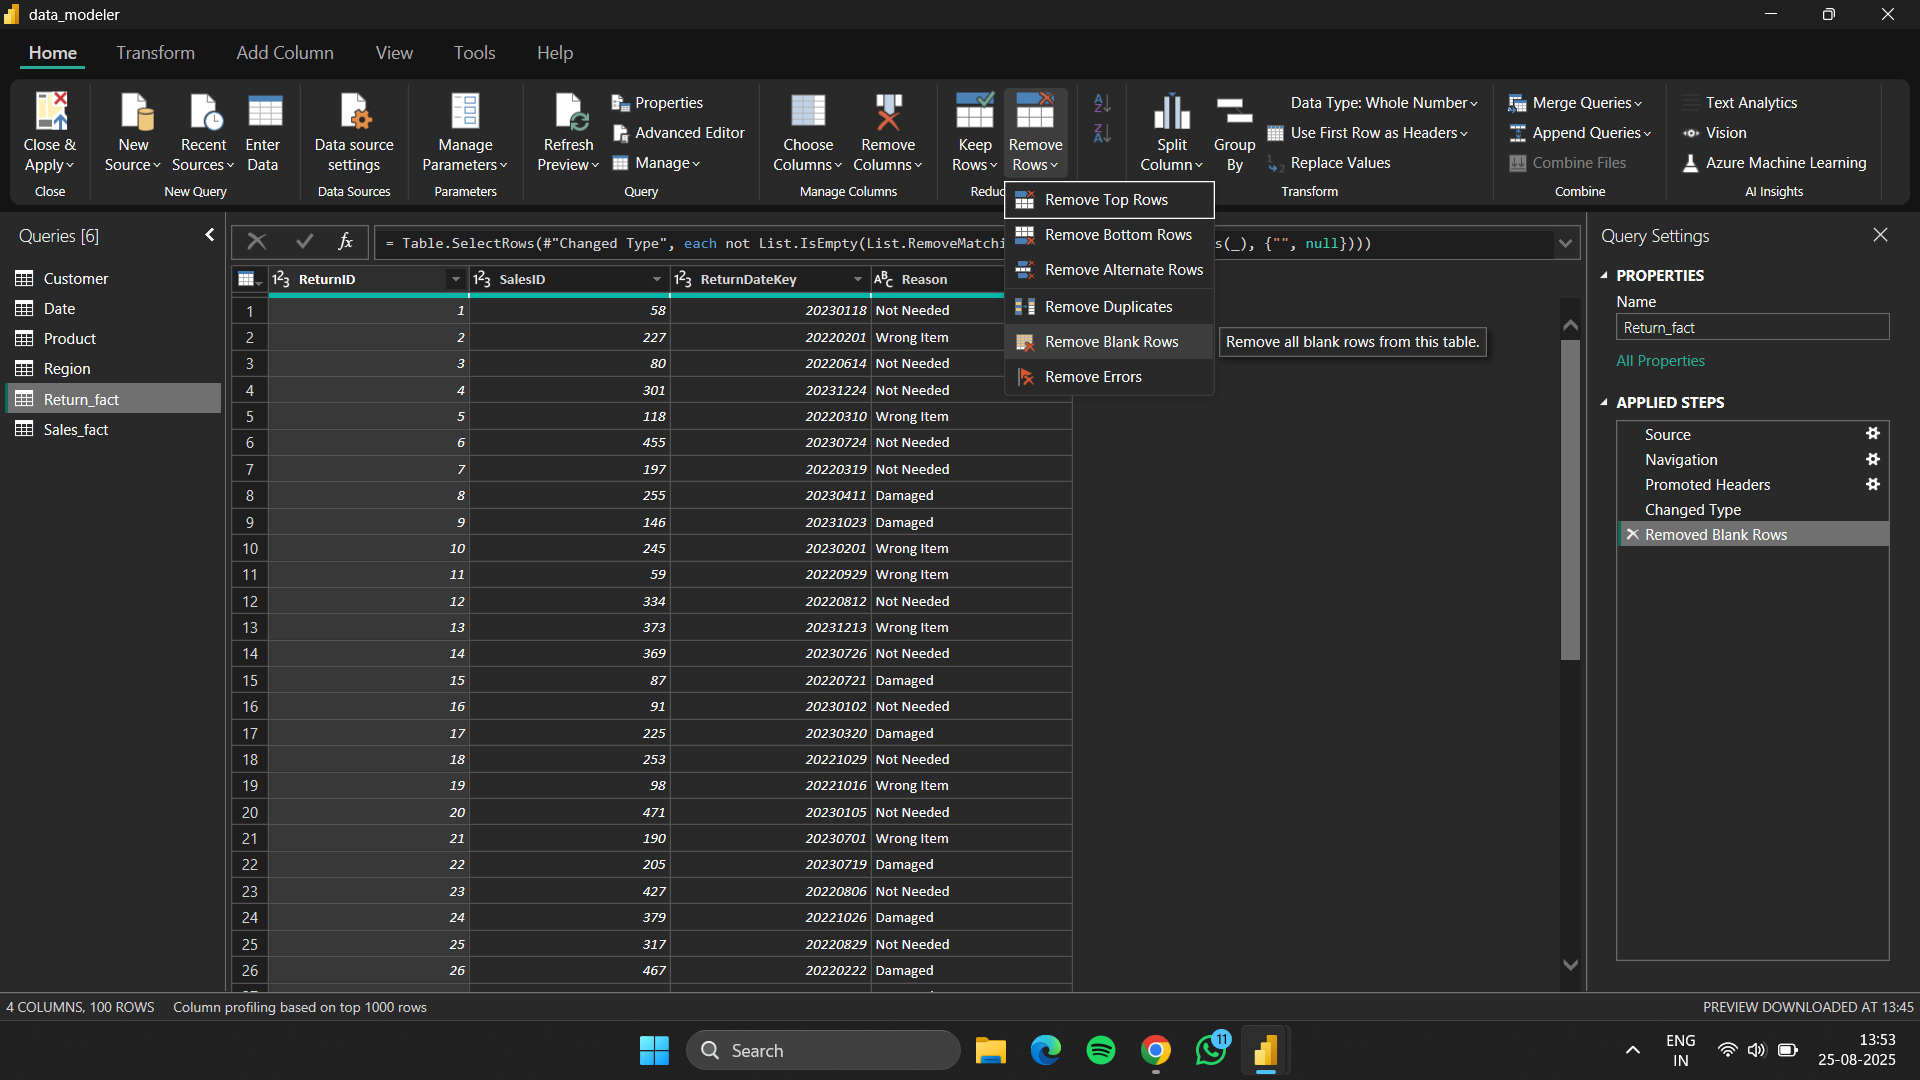 data_modeler
Home Transform Add Column View Tools Help
Close & Apply
Close
New Source
Recent Sources
Enter Data
New Query
Data source settings
Data Sources
Manage Parameters
Parameters
Refresh Preview
Properties
Advanced Editor
Manage
Query
Choose Columns
Remove Columns
Manage Columns
Keep Rows
Remove Rows
Reduc
Split Column
Group By
Data Type: Whole Number
Use First Row as Headers
Replace Values
Transform
Merge Queries
Append Queries
Combine Files
Combine
Text Analytics
Vision
Azure Machine Learning
AI Insights
Remove Top Rows
Remove Bottom Rows
Remove Alternate Rows
Remove Duplicates
Remove Blank Rows
Remove Errors
Remove all blank rows from this table.
Queries [6]
Customer
Date
Product
Region
Return_fact
Sales_fact
fx = Table.SelectRows(#"Changed Type", each not List.IsEmpty(List.RemoveMatchi s(_), {"", null})))
123 ReturnID 123 SalesID 123 ReturnDateKey ABC Reason
1 1 58 20230118 Not Needed
2 2 227 20220201 Wrong Item
3 3 80 20220614 Not Needed
4 4 301 20231224 Not Needed
5 5 118 20220310 Wrong Item
6 6 455 20230724 Not Needed
7 7 197 20220319 Not Needed
8 8 255 20230411 Damaged
9 9 146 20231023 Damaged
10 10 245 20230201 Wrong Item
11 11 59 20220929 Wrong Item
12 12 334 20220812 Not Needed
13 13 373 20231213 Wrong Item
14 14 369 20230726 Not Needed
15 15 87 20220721 Damaged
16 16 91 20230102 Not Needed
17 17 225 20230320 Damaged
18 18 253 20221029 Not Needed
19 19 98 20221016 Wrong Item
20 20 471 20230105 Not Needed
21 21 190 20230701 Wrong Item
22 22 205 20230719 Damaged
23 23 427 20220806 Not Needed
24 24 379 20221026 Damaged
25 25 317 20220829 Not Needed
26 26 467 20220222 Damaged
Query Settings
PROPERTIES
Name
Return_fact
All Properties
APPLIED STEPS
Source
Navigation
Promoted Headers
Changed Type
Removed Blank Rows
4 COLUMNS, 100 ROWS Column profiling based on top 1000 rows
PREVIEW DOWNLOADED AT 13:45
Search
11
ENG
IN
13:53
25-08-2025